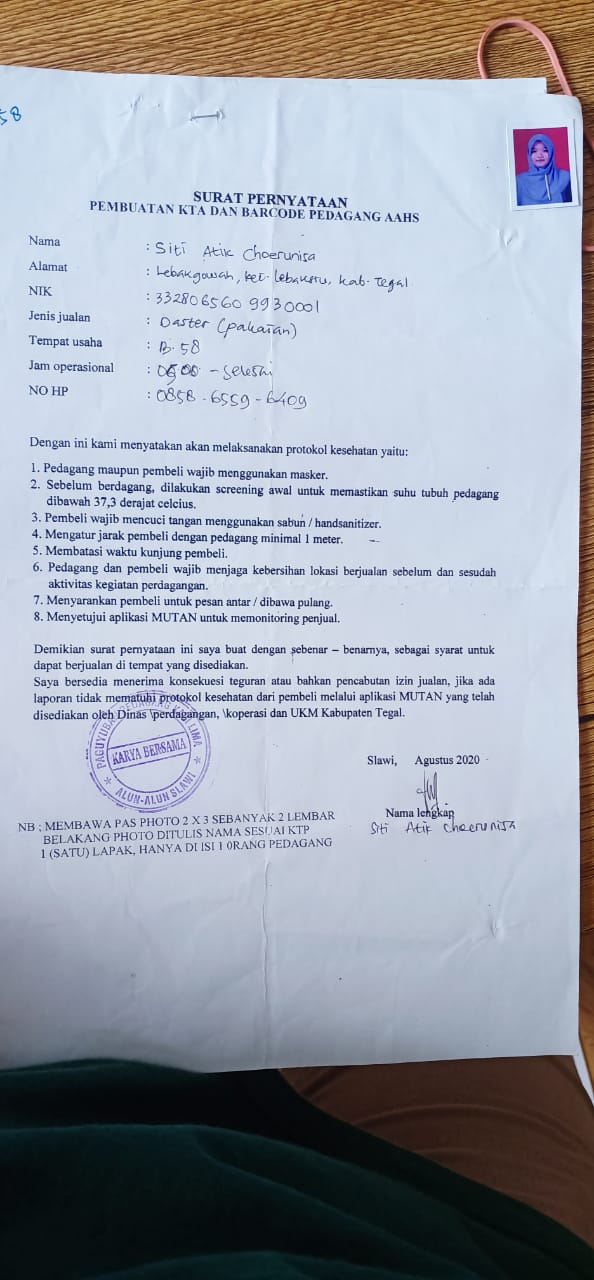 58
SURAT PERNYATAAN
PEMBUATAN KTA DAN BARCODE PEDAGANG AAHS
Nama : Siti Atik Choerunisa
Alamat : Lebakgowah, kec. Lebaksiu, kab. Tegal
NIK : 332806560 9930001
Jenis jualan : Daster (pakaian)
Tempat usaha : B. 58
Jam operasional : - Selesai
NO HP : 0858 - 6559 - 6409
Dengan ini kami menyatakan akan melaksanakan protokol kesehatan yaitu:
1. Pedagang maupun pembeli wajib menggunakan masker.
2. Sebelum berdagang, dilakukan screening awal untuk memastikan suhu tubuh pedagang
dibawah 37,3 derajat celcius.
3. Pembeli wajib mencuci tangan menggunakan sabun / handsanitizer.
4. Mengatur jarak pembeli dengan pedagang minimal 1 meter.
5. Membatasi waktu kunjung pembeli.
6. Pedagang dan pembeli wajib menjaga kebersihan lokasi berjualan sebelum dan sesudah
aktivitas kegiatan perdagangan.
7. Menyarankan pembeli untuk pesan antar / dibawa pulang.
8. Menyetujui aplikasi MUTAN untuk memonitoring penjual.
Demikian surat pernyataan ini saya buat dengan sebenar – benarnya, sebagai syarat untuk
dapat berjualan di tempat yang disediakan.
Saya bersedia menerima konsekuesi teguran atau bahkan pencabutan izin jualan, jika ada
laporan tidak mematuhi protokol kesehatan dari pembeli melalui aplikasi MUTAN yang telah
disediakan oleh Dinas \perdagangan, \koperasi dan UKM Kabupaten Tegal.
PAGUYUBAN PEDAGANG KAKI LIMA
KARYA BERSAMA
* ALUN-ALUN SLAWI *
Slawi, Agustus 2020
Nama lengkap
Siti Atik Choerunisa
NB ; MEMBAWA PAS PHOTO 2 X 3 SEBANYAK 2 LEMBAR
BELAKANG PHOTO DITULIS NAMA SESUAI KTP
1 (SATU) LAPAK, HANYA DI ISI 1 0RANG PEDAGANG